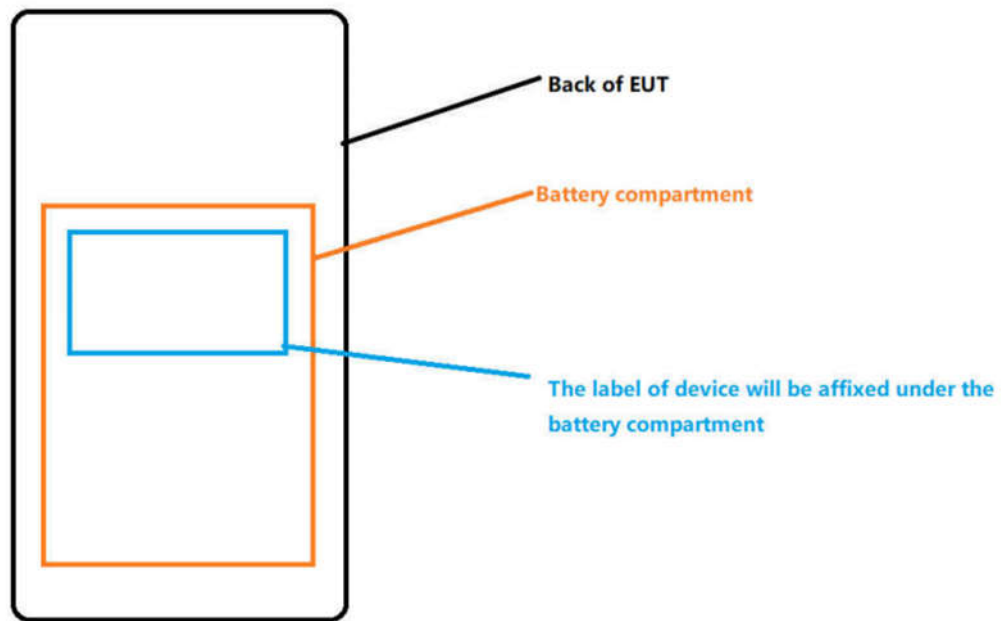 Back of EUT
Battery compartment
The label of device will be affixed under the
battery compartment